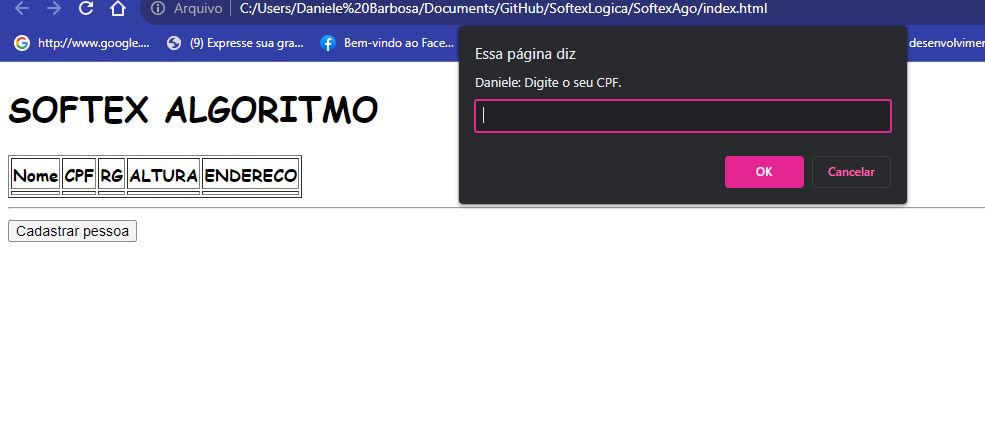 Arquivo C:/Users/Daniele%20Barbosa/Documents/GitHub/SoftexLogica/SoftexAgo/index.html
http://www.google.... (9) Expresse sua gra... Bem-vindo ao Face... desenvolvimen
Essa página diz
Daniele: Digite o seu CPF.
OK Cancelar
SOFTEX ALGORITMO
Nome CPF RG ALTURA ENDERECO
Cadastrar pessoa